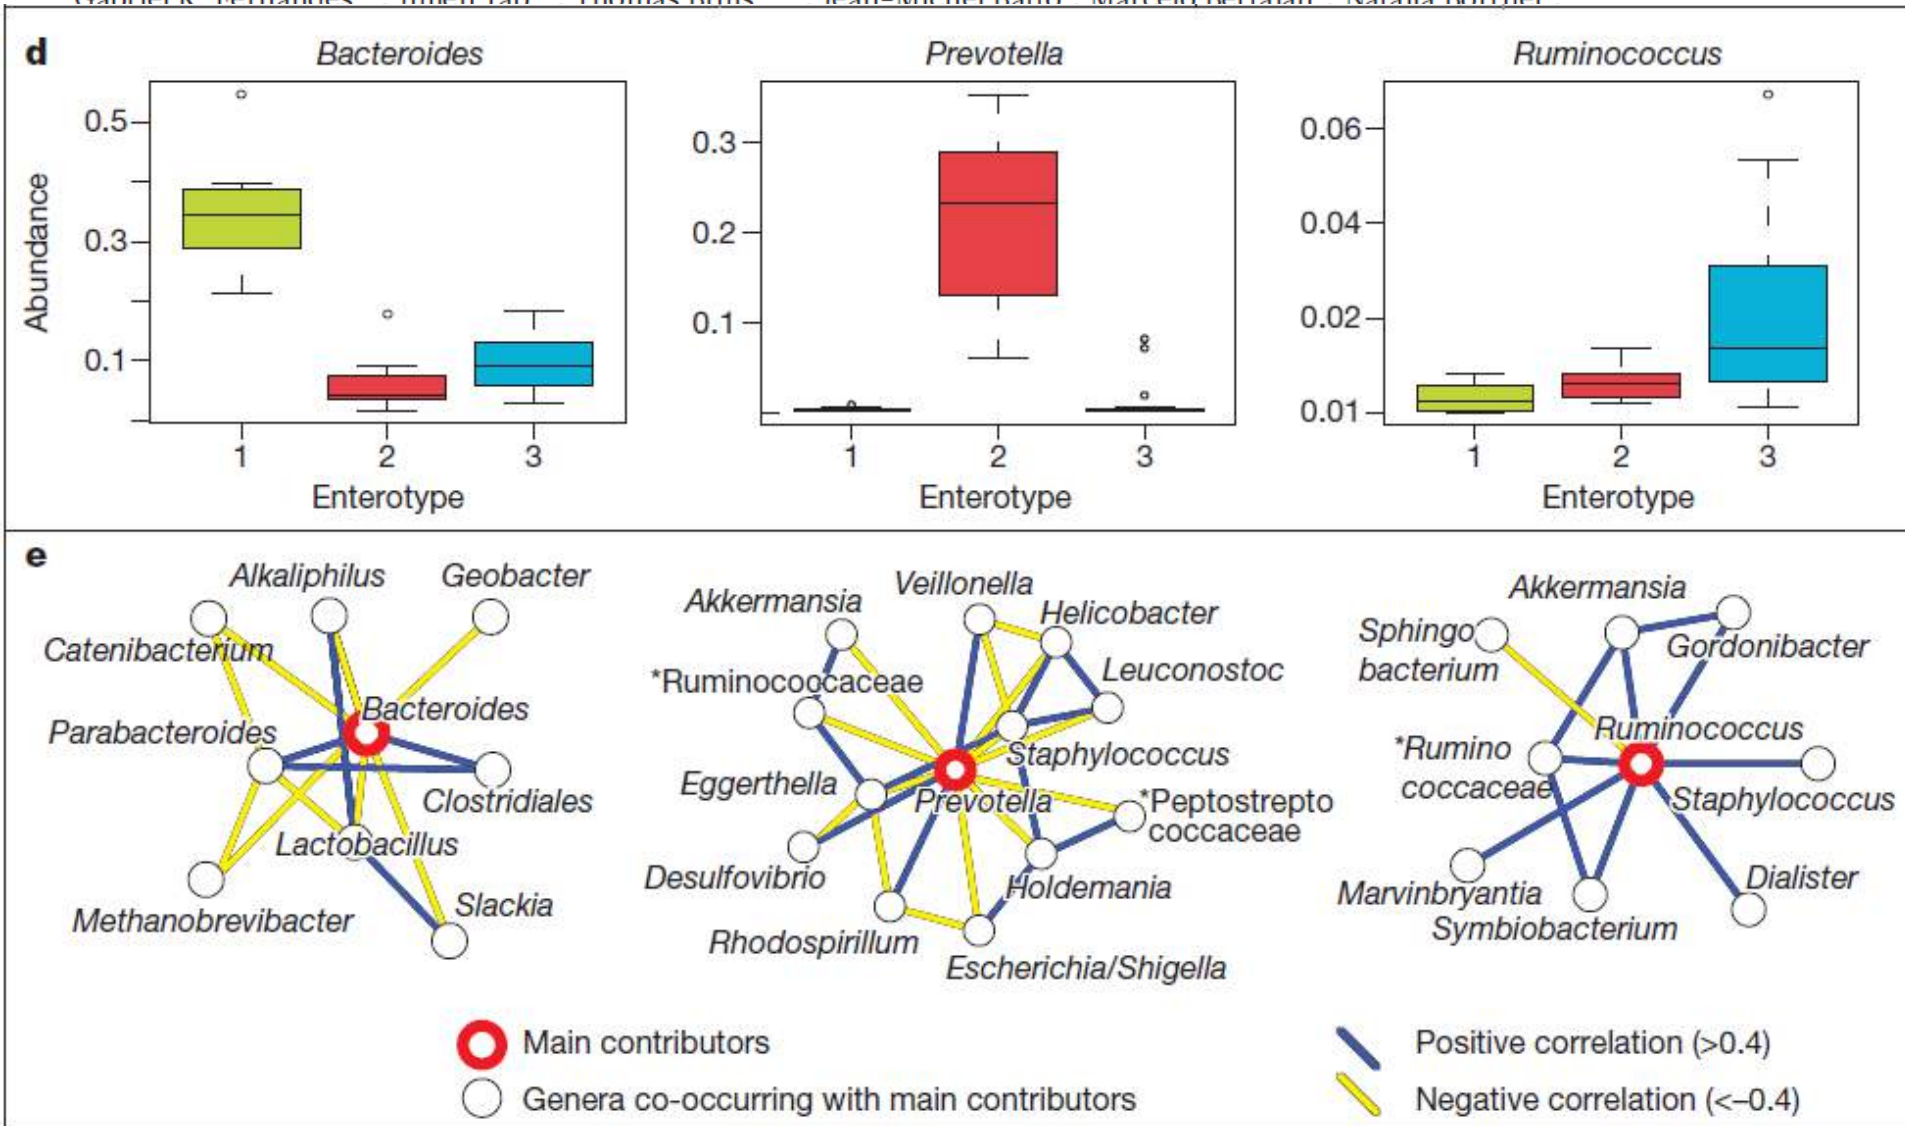 d
Bacteroides
Prevotella
Ruminococcus
Abundance
0.5
0.3
0.1
1
2
3
Enterotype
0.3
0.2
0.1
1
2
3
Enterotype
0.06
0.04
0.02
0.01
1
2
3
Enterotype
e
Alkaliphilus
Geobacter
Catenibacterium
Bacteroides
Parabacteroides
Clostridiales
Lactobacillus
Methanobrevibacter
Slackia
Veillonella
Akkermansia
Helicobacter
Leuconostoc
*Ruminococcaceae
Staphylococcus
Eggerthella
Prevotella
*Peptostrepto
coccaceae
Desulfovibrio
Holdemania
Rhodospirillum
Escherichia/Shigella
Akkermansia
Sphingo
bacterium
Gordonibacter
Ruminococcus
*Rumino
coccaceae
Staphylococcus
Marvinbryantia
Dialister
Symbiobacterium
Main contributors
Genera co-occurring with main contributors
Positive correlation (>0.4)
Negative correlation (<–0.4)